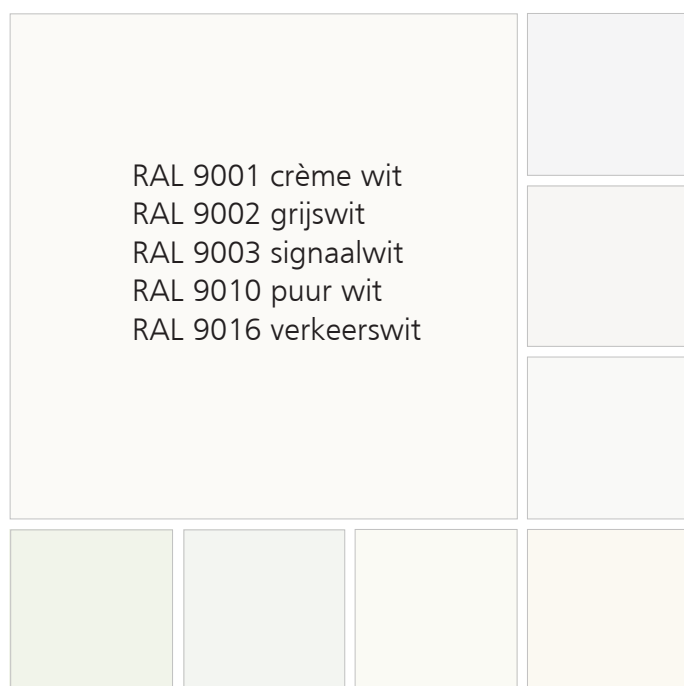 RAL 9001 crème wit
RAL 9002 grijswit
RAL 9003 signaalwit
RAL 9010 puur wit
RAL 9016 verkeerswit